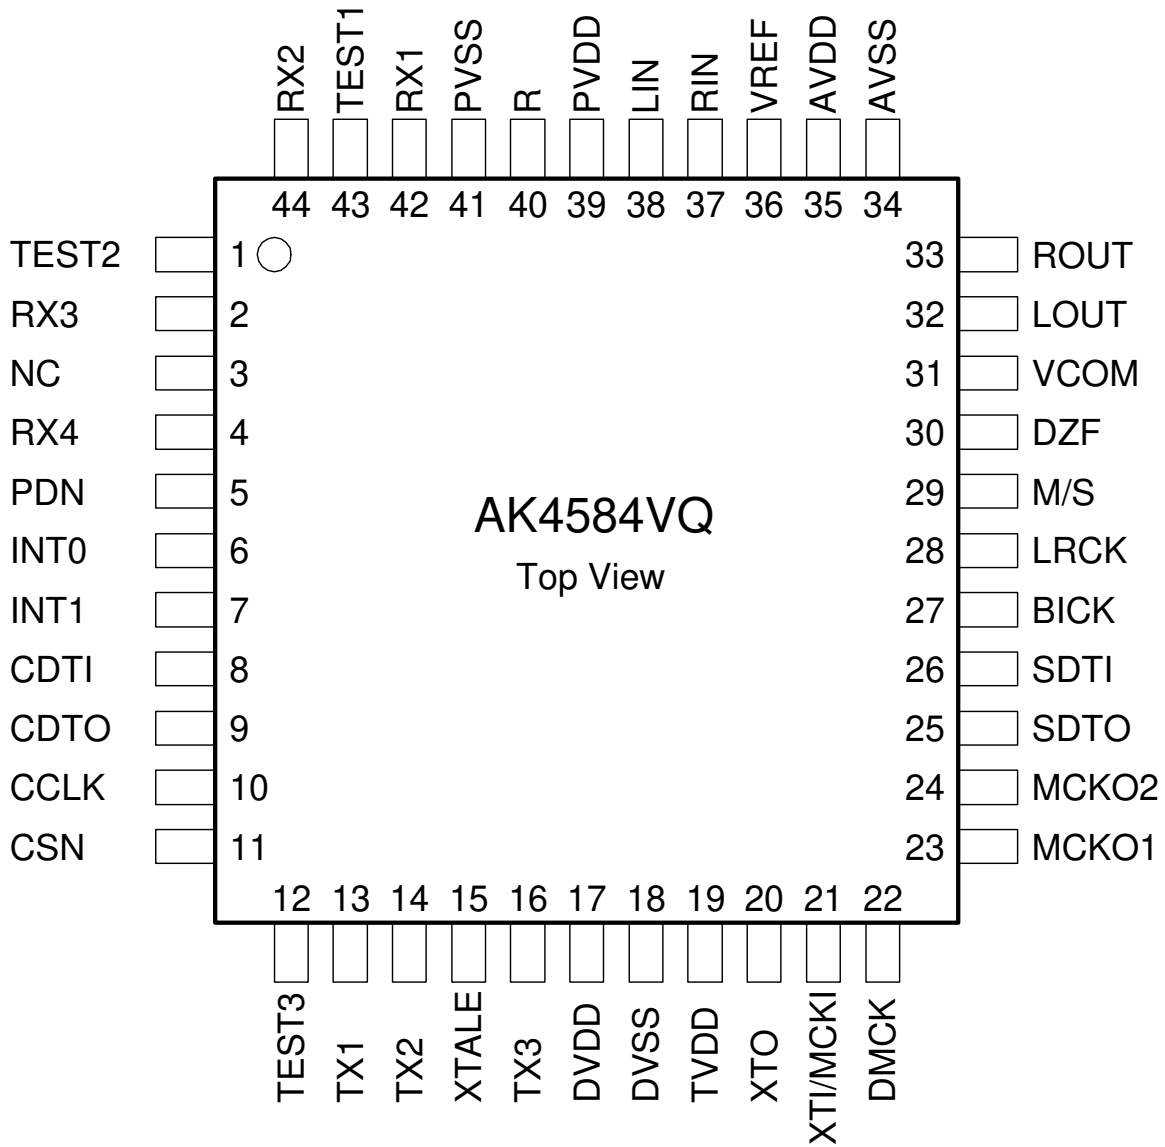 RX2 TEST1 RX1 PVSS R PVDD LIN RIN VREF AVDD AVSS
44 43 42 41 40 39 38 37 36 35 34
TEST2 1 33 ROUT
RX3 2 32 LOUT
NC 3 31 VCOM
RX4 4 30 DZF
PDN 5 29 M/S
AK4584VQ
INT0 6 28 LRCK
Top View
INT1 7 27 BICK
CDTI 8 26 SDTI
CDTO 9 25 SDTO
CCLK 10 24 MCKO2
CSN 11 23 MCKO1
12 13 14 15 16 17 18 19 20 21 22
TEST3 TX1 TX2 XTALE TX3 DVDD DVSS TVDD XTO XTI/MCKI DMCK